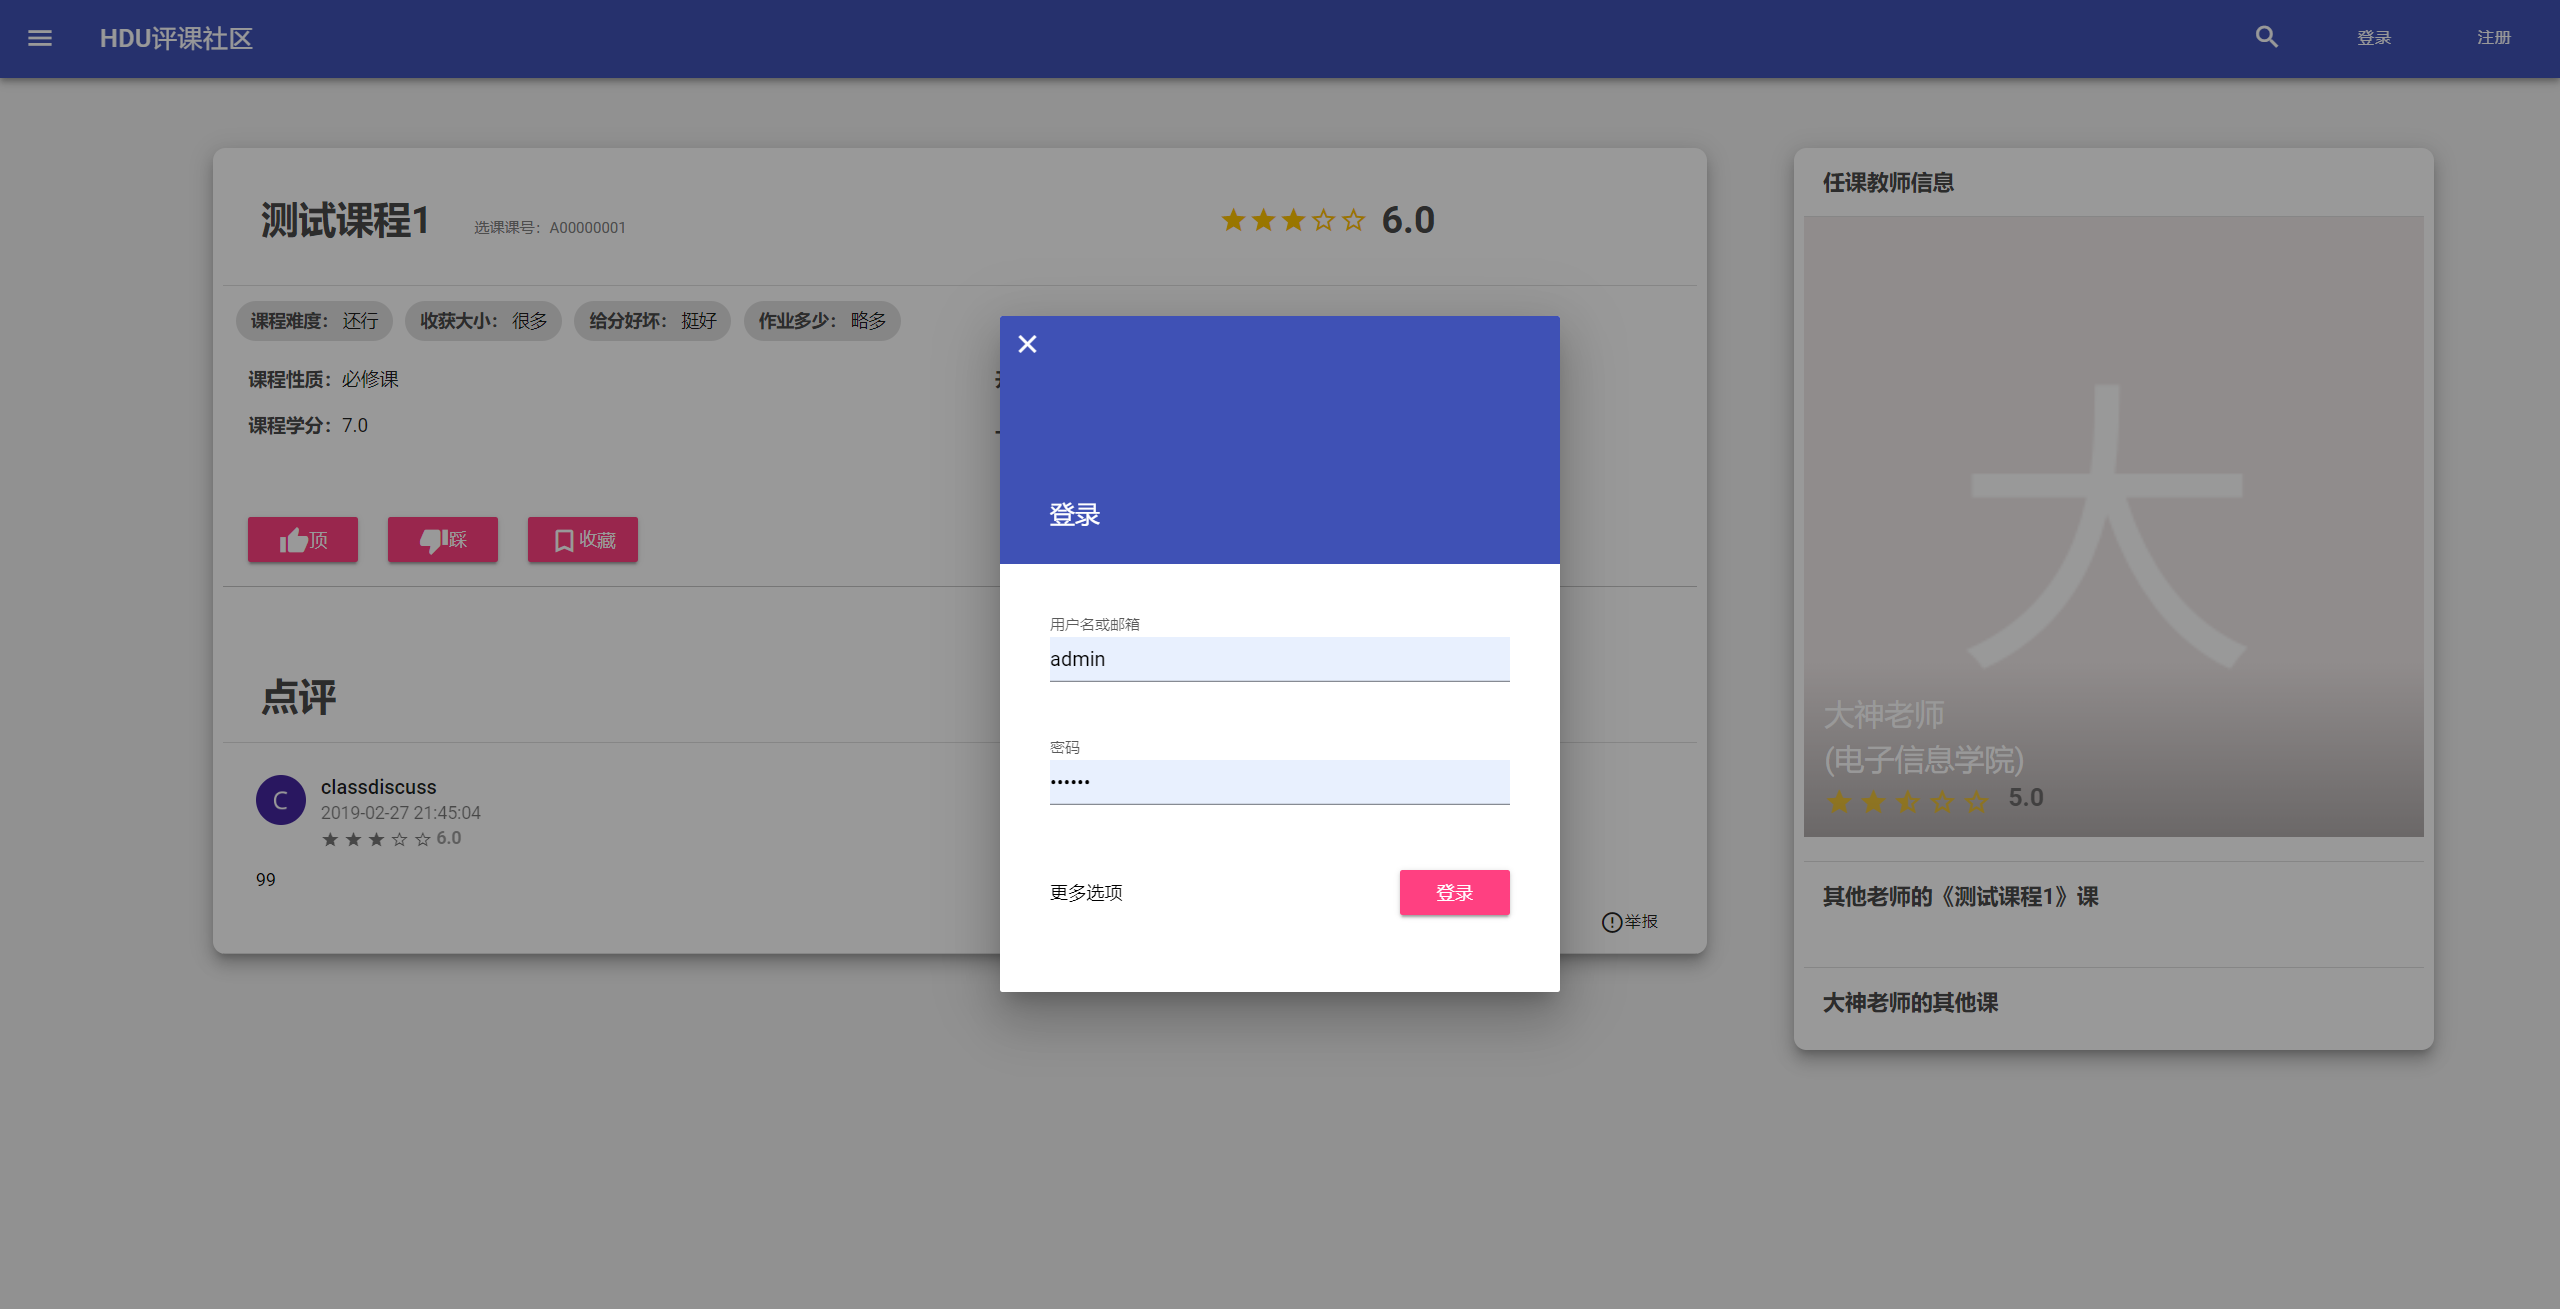 HDU评课社区
登录
注册
测试课程1
选课课号：A00000001
6.0
课程难度： 还行
收获大小： 很多
给分好坏： 挺好
作业多少： 略多
课程性质：必修课
课程学分：7.0
顶
踩
收藏
点评
C
classdiscuss
2019-02-27 21:45:04
6.0
99
举报
登录
用户名或邮箱
admin
密码
••••••
更多选项
登录
任课教师信息
大
大神老师
(电子信息学院)
5.0
其他老师的《测试课程1》课
大神老师的其他课